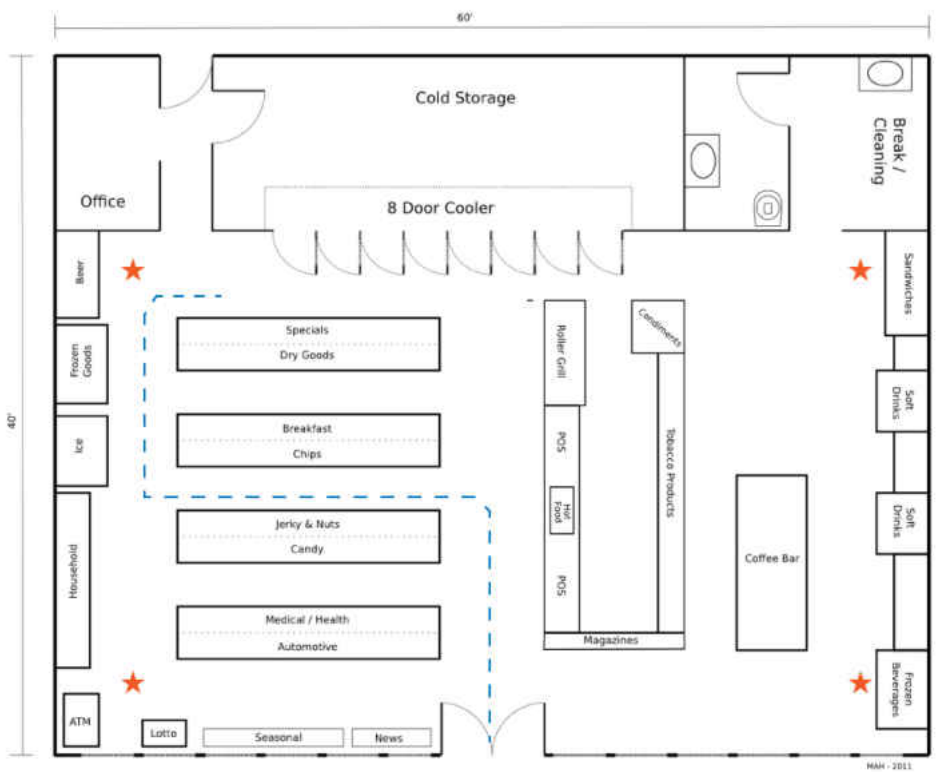 60'
40'
Cold Storage
Break /
Cleaning
Office
8 Door Cooler
Beer
Sandwiches
Specials
Dry Goods
Roller Grill
Condiments
Frozen
Goods
Soft
Drinks
Breakfast
Chips
POS
Ice
Tobacco Products
Jerky & Nuts
Candy
Hot
Food
Soft
Drinks
Household
POS
Coffee Bar
Medical / Health
Automotive
Magazines
Frozen
Beverages
ATM
Lotto
Seasonal
News
MAH - 2011